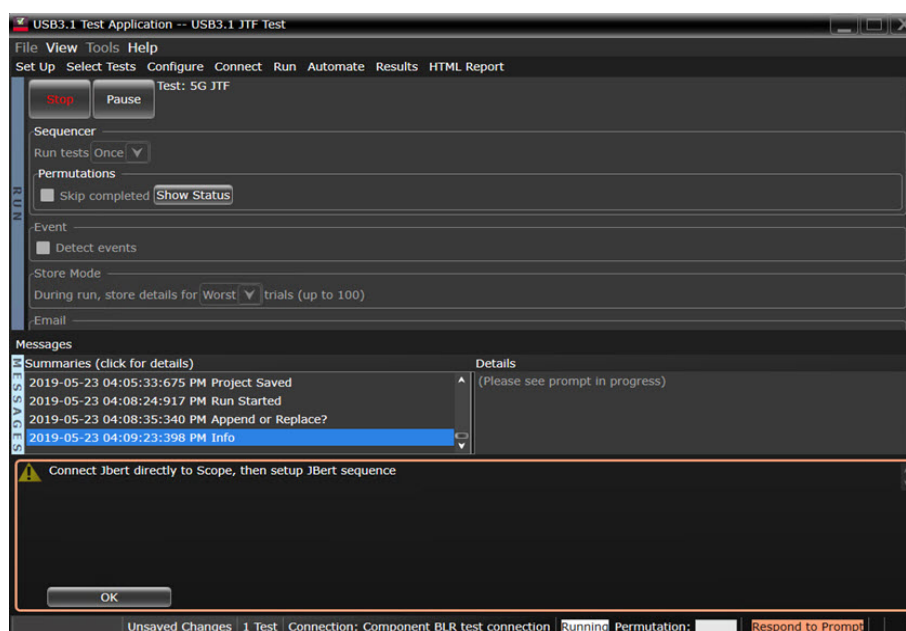 USB3.1 Test Application -- USB3.1 JTF Test
File View Tools Help
Set Up Select Tests Configure Connect Run Automate Results HTML Report
Stop Pause Test: 5G JTF
Sequencer
Run tests Once
Permutations
Skip completed Show Status
RUN
Event
Detect events
Store Mode
During run, store details for Worst trials (up to 100)
Email
Messages
MESSAGES
Summaries (click for details) Details
2019-05-23 04:05:33:675 PM Project Saved (Please see prompt in progress)
2019-05-23 04:08:24:917 PM Run Started
2019-05-23 04:08:35:340 PM Append or Replace?
2019-05-23 04:09:23:398 PM Info
Connect Jbert directly to Scope, then setup JBert sequence
OK
Unsaved Changes 1 Test Connection: Component BLR test connection Running Permutation: Respond to Prompt